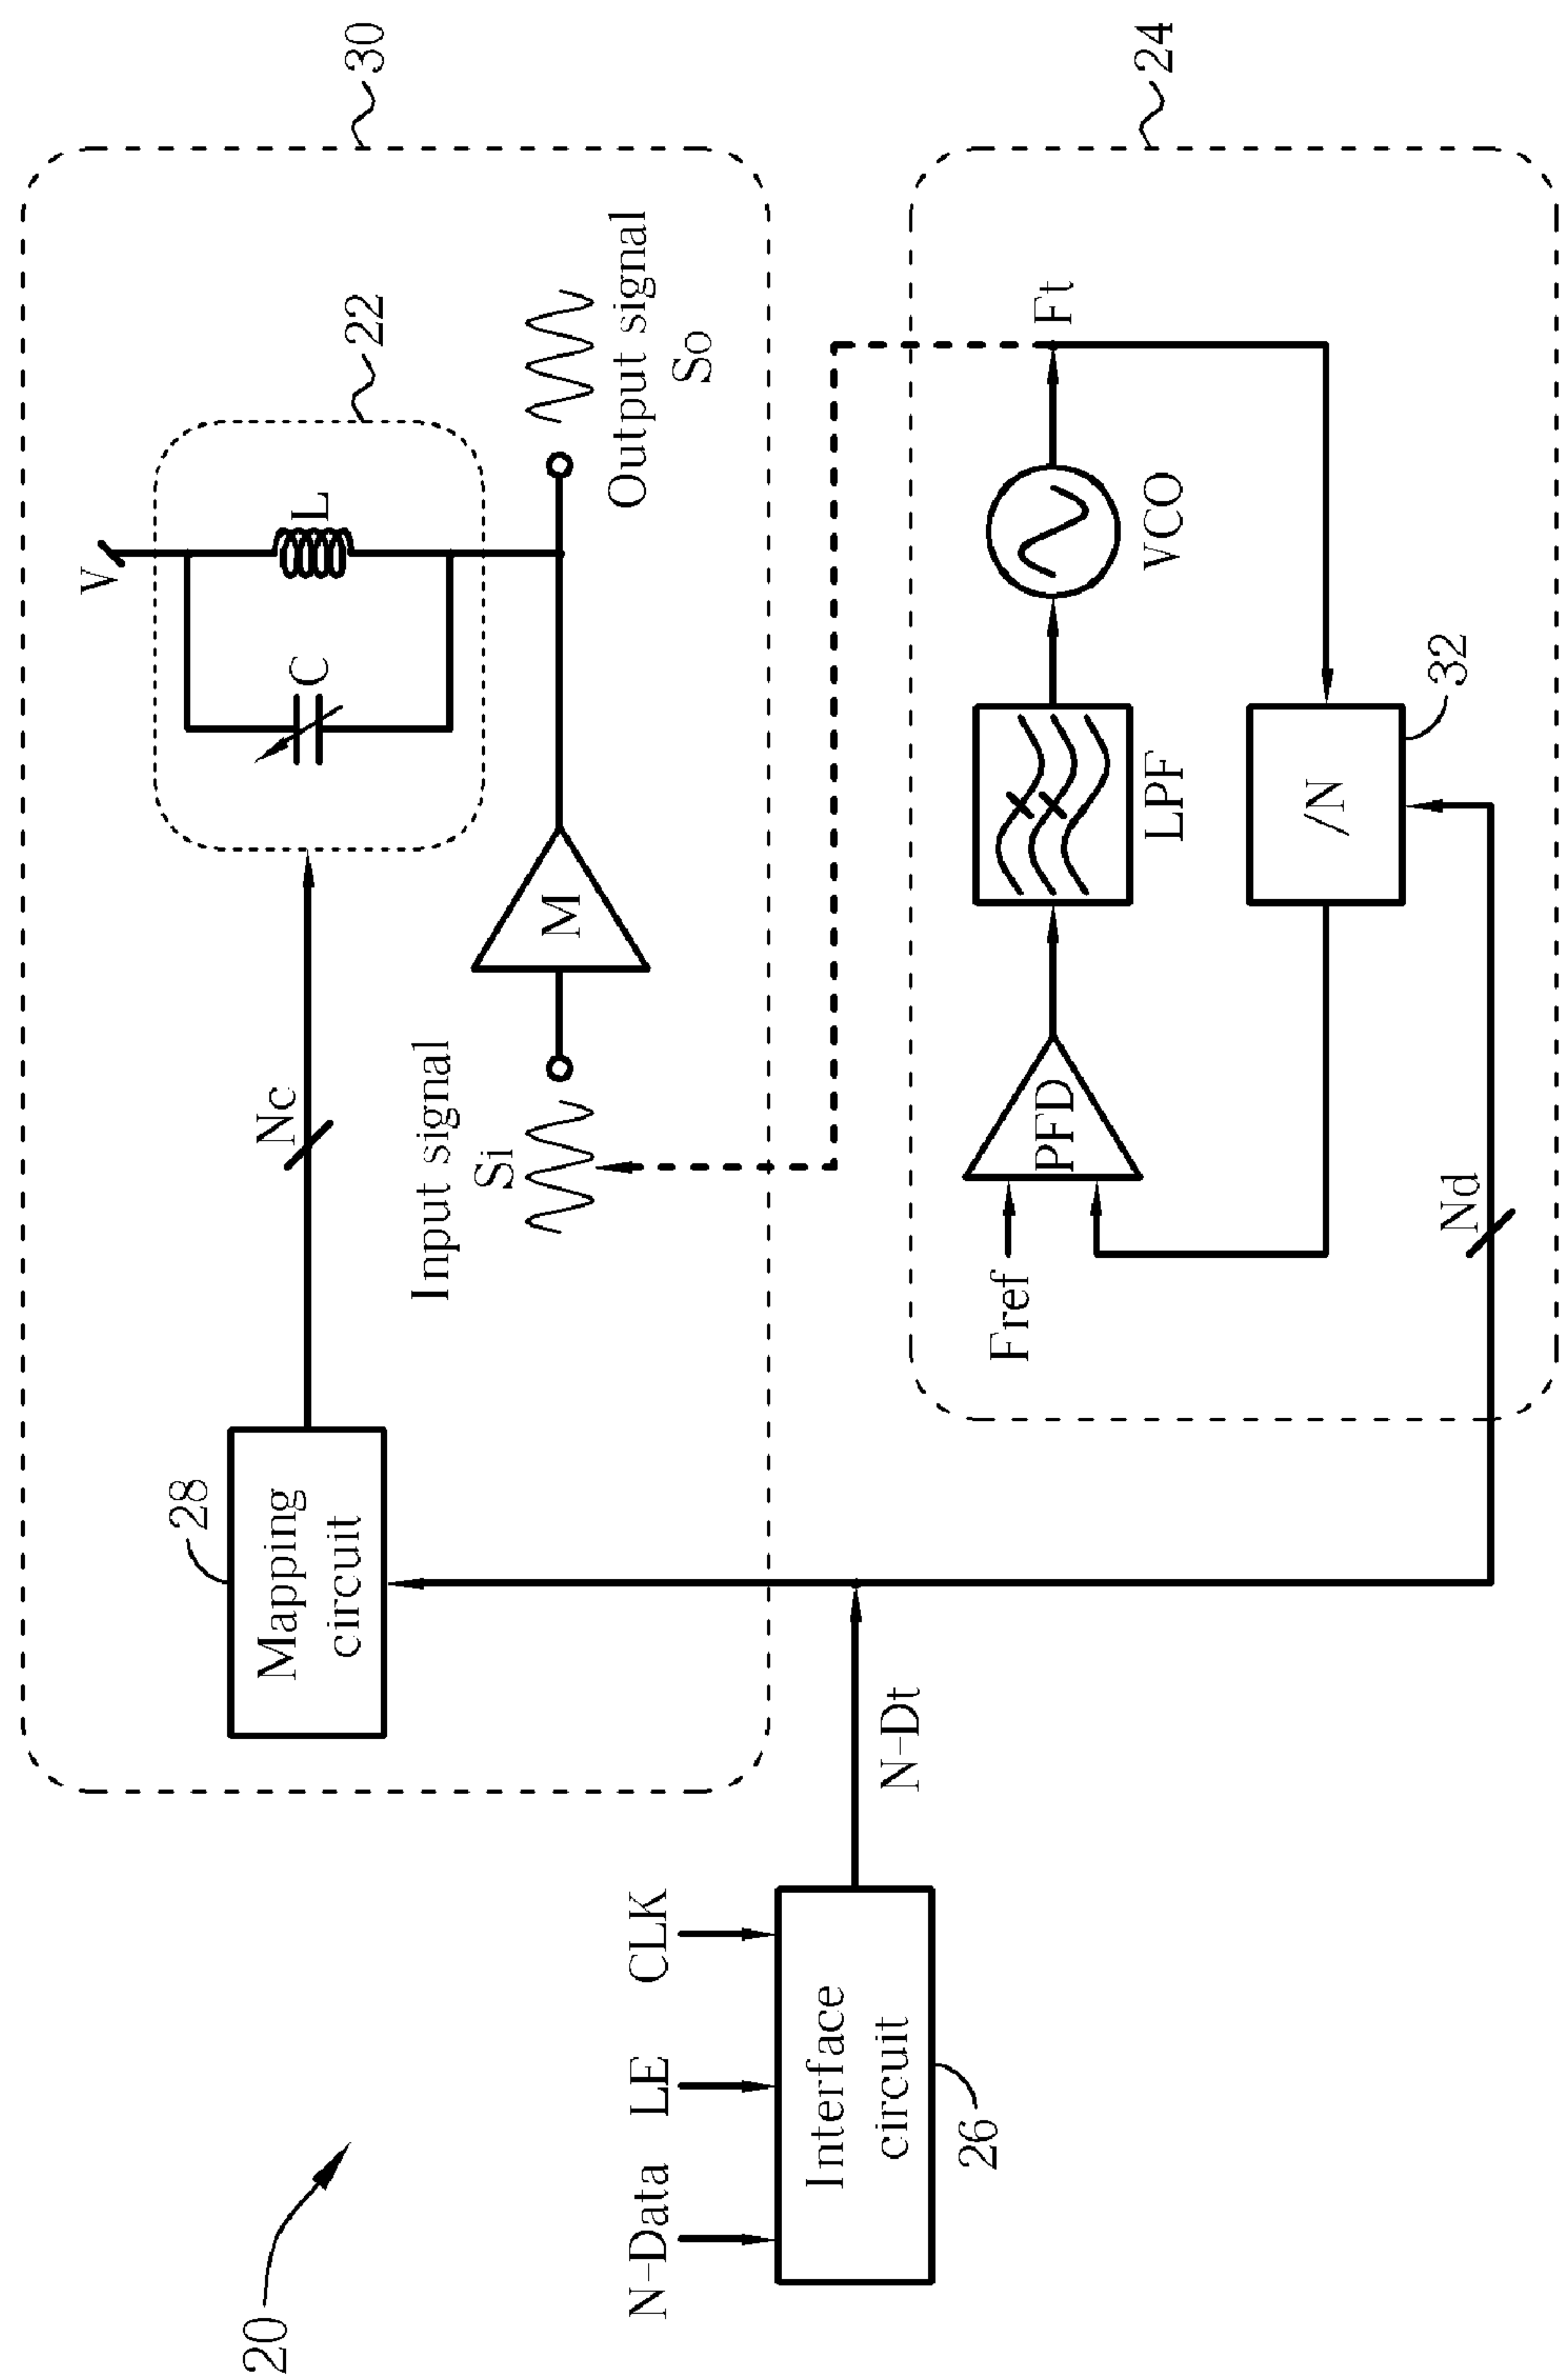 20
N-Data
LE
CLK
Interface
circuit
26
N-Dt
28
Mapping
circuit
Nc
V
C
L
22
30
Input signal
Si
M
Output signal
So
Fref
PFD
LPF
VCO
Ft
24
/N
32
Nd